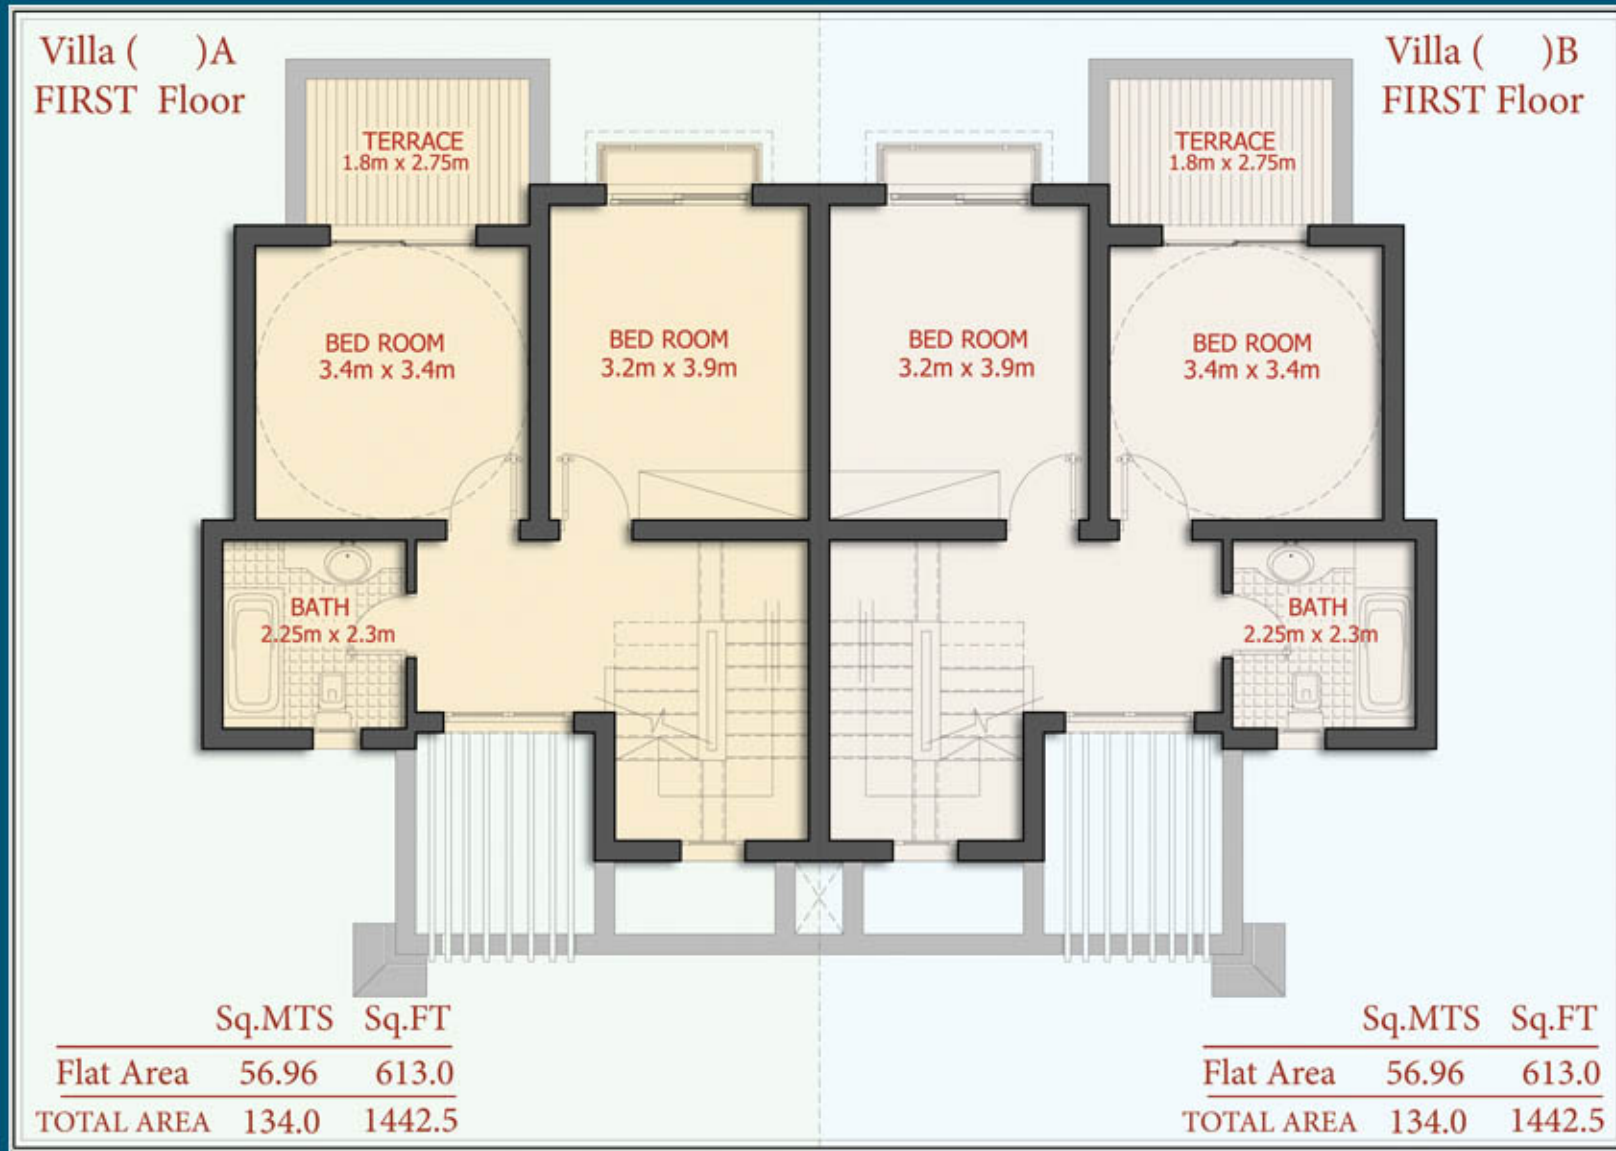 Villa ( )A
FIRST Floor
Villa ( )B
FIRST Floor
TERRACE
1.8m x 2.75m
TERRACE
1.8m x 2.75m
BED ROOM
3.4m x 3.4m
BED ROOM
3.2m x 3.9m
BED ROOM
3.2m x 3.9m
BED ROOM
3.4m x 3.4m
BATH
2.25m x 2.3m
BATH
2.25m x 2.3m
Sq.MTS Sq.FT
Flat Area 56.96 613.0
TOTAL AREA 134.0 1442.5
Sq.MTS Sq.FT
Flat Area 56.96 613.0
TOTAL AREA 134.0 1442.5